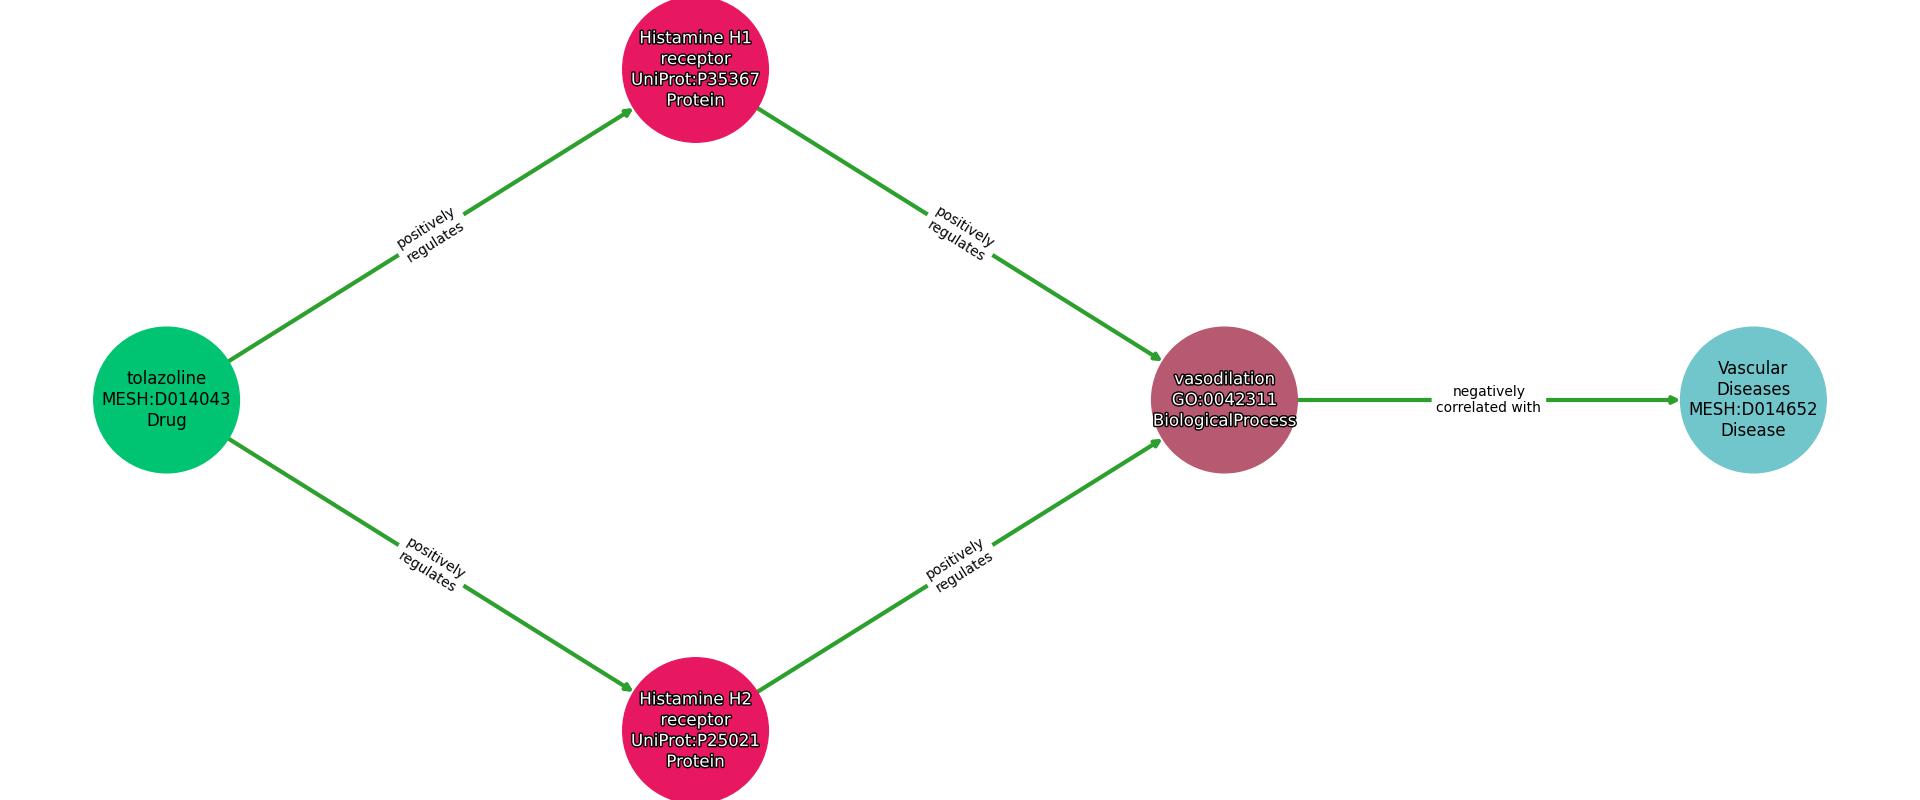 Histamine H1
receptor
UniProt:P35367
Protein
positively
regulates
positively
regulates
tolazoline
MESH:D014043
Drug
vasodilation
GO:0042311
BiologicalProcess
negatively
correlated with
Vascular
Diseases
MESH:D014652
Disease
positively
regulates
positively
regulates
Histamine H2
receptor
UniProt:P25021
Protein